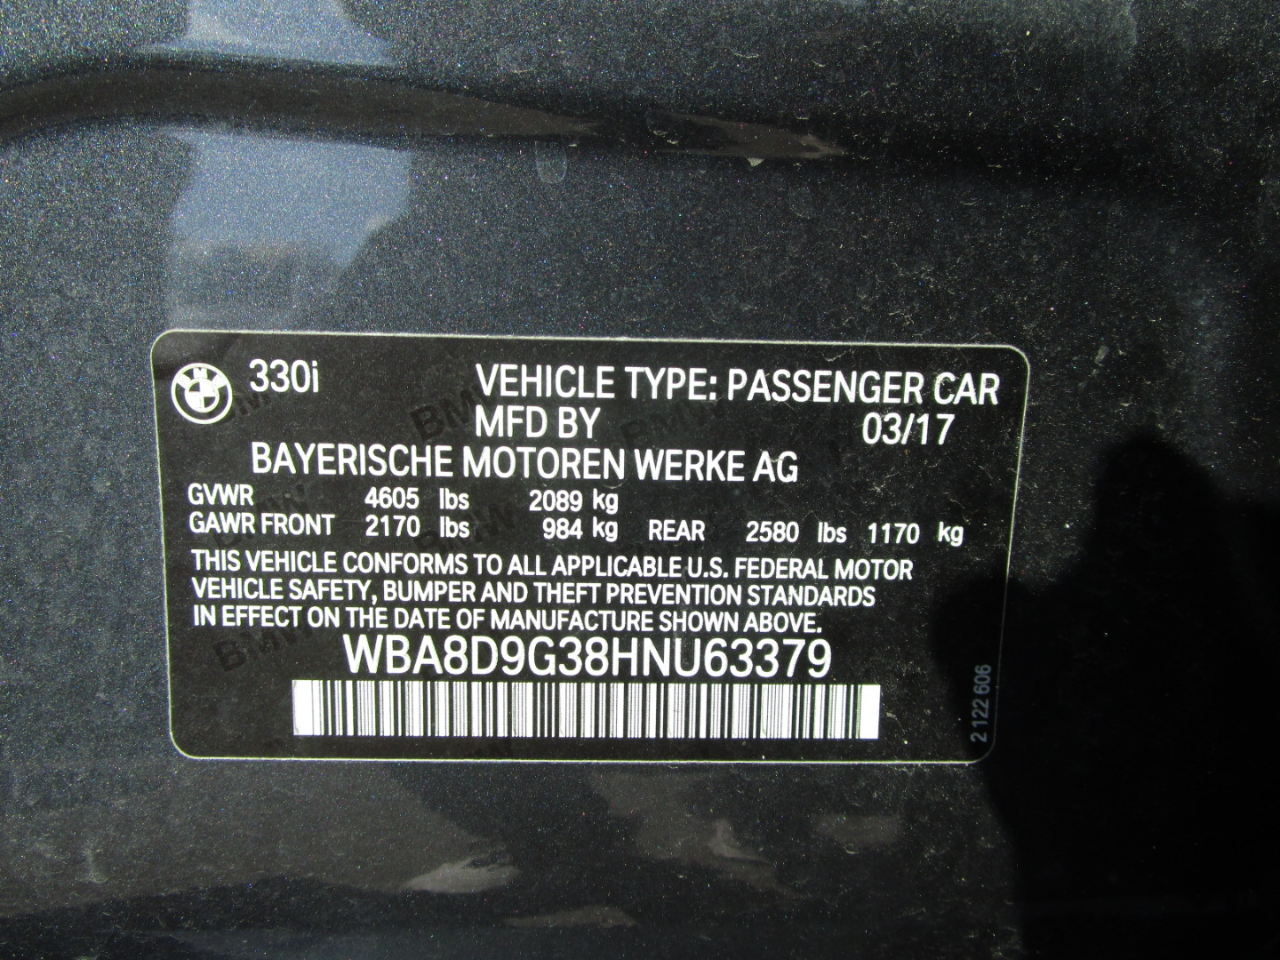 330i VEHICLE TYPE: PASSENGER CAR
MFD BY 03/17
BAYERISCHE MOTOREN WERKE AG
GVWR 4605 lbs 2089 kg
GAWR FRONT 2170 lbs 984 kg REAR 2580 lbs 1170 kg
THIS VEHICLE CONFORMS TO ALL APPLICABLE U.S. FEDERAL MOTOR
VEHICLE SAFETY, BUMPER AND THEFT PREVENTION STANDARDS
IN EFFECT ON THE DATE OF MANUFACTURE SHOWN ABOVE.
WBA8D9G38HNU63379
2 122 606